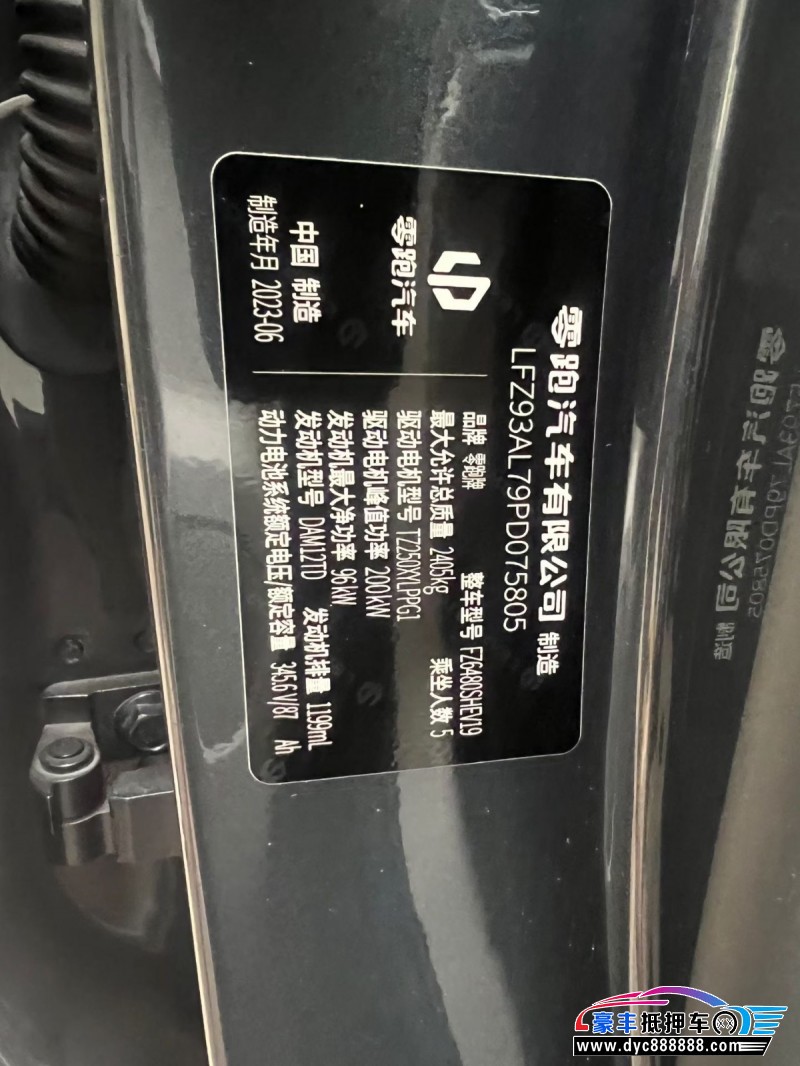 零跑汽车有限公司 制造
LFZ93AL79PD075805
零跑汽车
中国 制造
制造年月 2023-06
品牌 零跑牌 整车型号 FZ6480SHEV19
最大允许总质量 2405kg 乘坐人数 5
驱动电机型号 TZ250XYLPPG1
驱动电机峰值功率 200kW
发动机最大净功率 96kW
发动机型号 DAM12TD 发动机排量 1199mL
动力电池系统额定电压/额定容量 345.6 V/87 Ah
豪丰抵押车
www.dyc888888.com